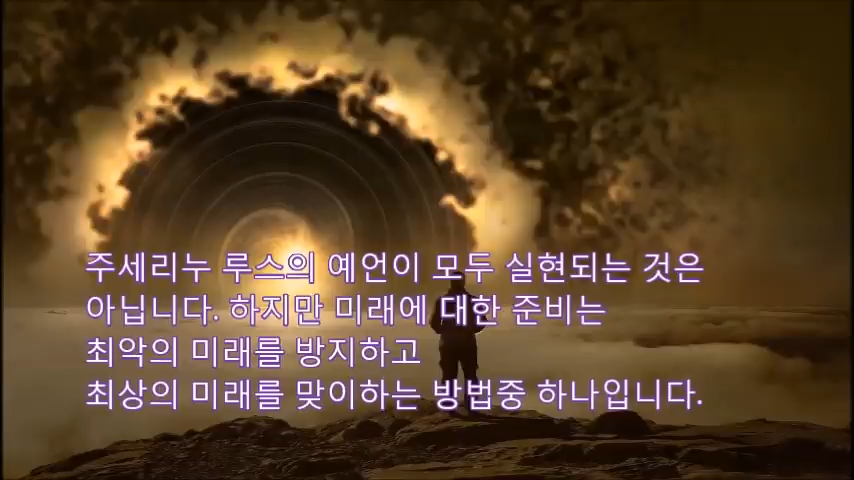 주세리누 루스의 예언이 모두 실현되는 것은
아닙니다. 하지만 미래에 대한 준비는
최악의 미래를 방지하고
최상의 미래를 맞이하는 방법중 하나입니다.